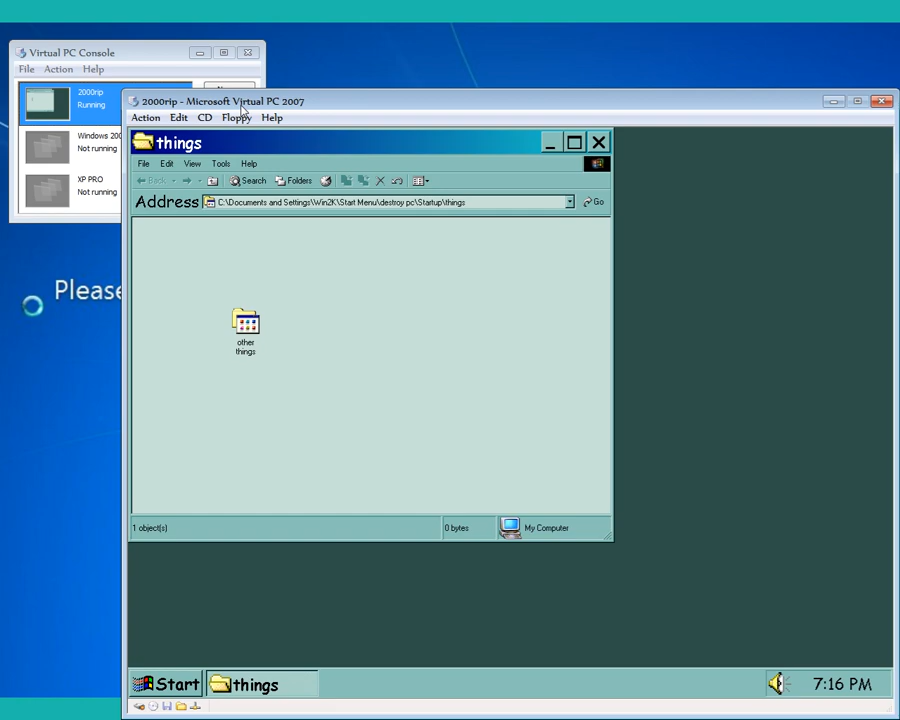 Virtual PC Console
File Action Help
2000rip
Running
Windows 200
Not running
XP PRO
Not running
Please
2000rip - Microsoft Virtual PC 2007
Action Edit CD Floppy Help
things
File Edit View Tools Help
Back Search Folders
Address C:\Documents and Settings\Win2K\Start Menu\destroy pc\Startup\things Go
other
things
1 object(s) 0 bytes My Computer
Start things 7:16 PM